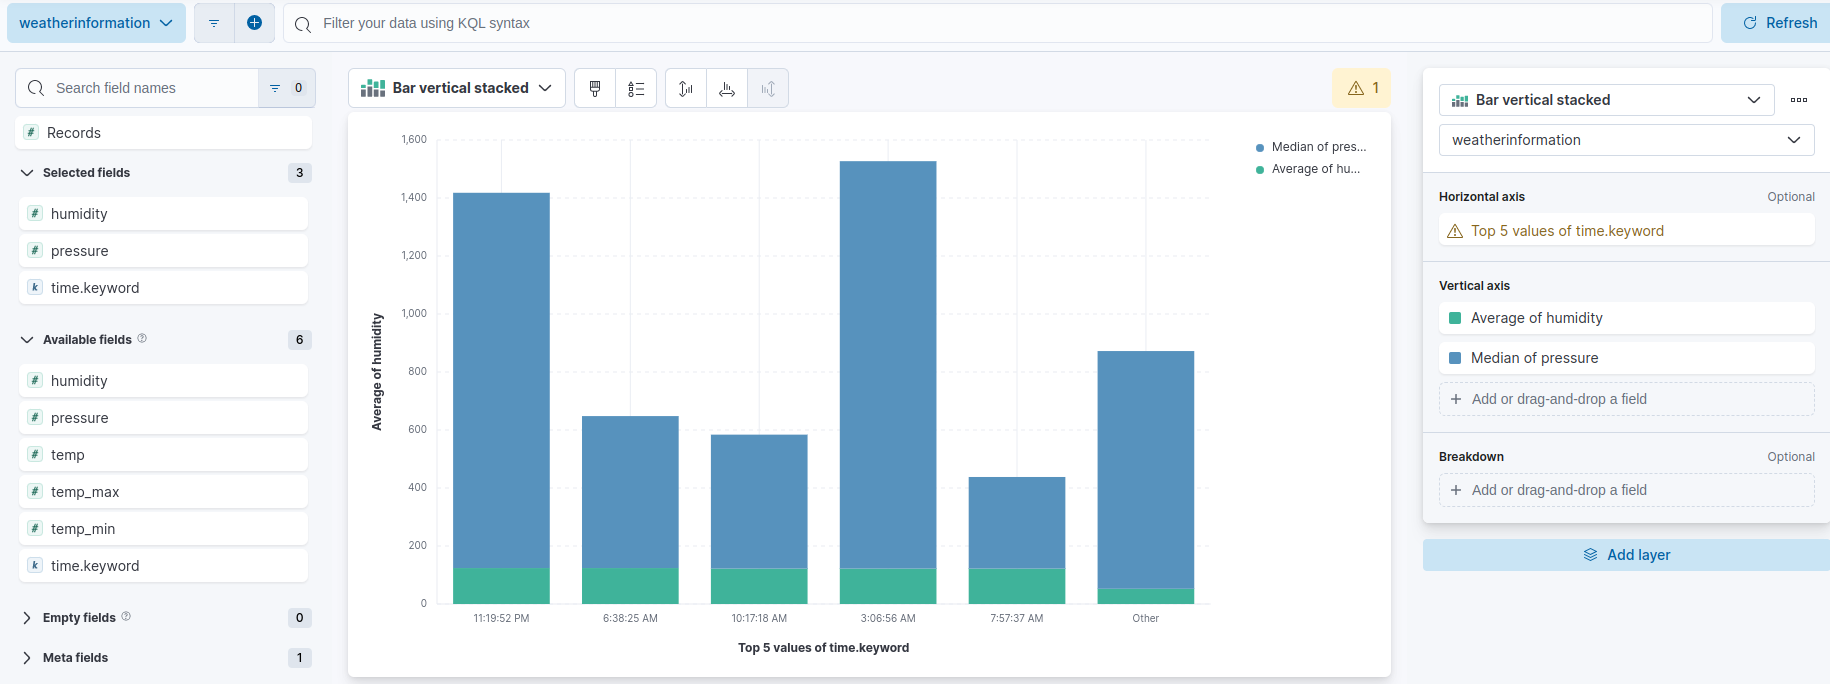 weatherinformation
Filter your data using KQL syntax
Refresh
Search field names
0
Bar vertical stacked
1
Bar vertical stacked
weatherinformation
# Records
Selected fields
3
# humidity
# pressure
k time.keyword
Available fields
6
# humidity
# pressure
# temp
# temp_max
# temp_min
k time.keyword
Empty fields
0
Meta fields
1
1,600
1,400
1,200
1,000
800
600
400
200
0
Average of humidity
11:19:52 PM
6:38:25 AM
10:17:18 AM
3:06:56 AM
7:57:37 AM
Other
Top 5 values of time.keyword
Median of pres...
Average of hu...
Horizontal axis
Optional
Top 5 values of time.keyword
Vertical axis
Average of humidity
Median of pressure
+ Add or drag-and-drop a field
Breakdown
Optional
+ Add or drag-and-drop a field
Add layer